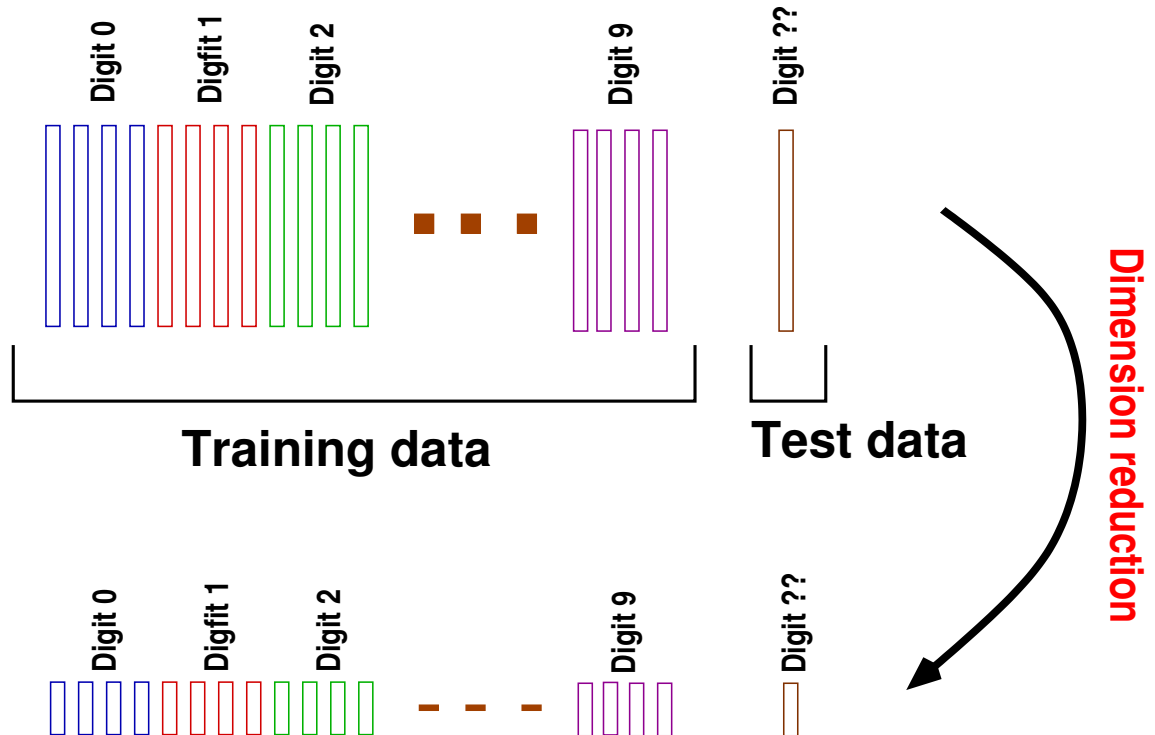 Digit 0
Digfit 1
Digit 2
Digit 9
Digit ??
Training data
Test data
Dimension reduction
Digit 0
Digfit 1
Digit 2
Digit 9
Digit ??